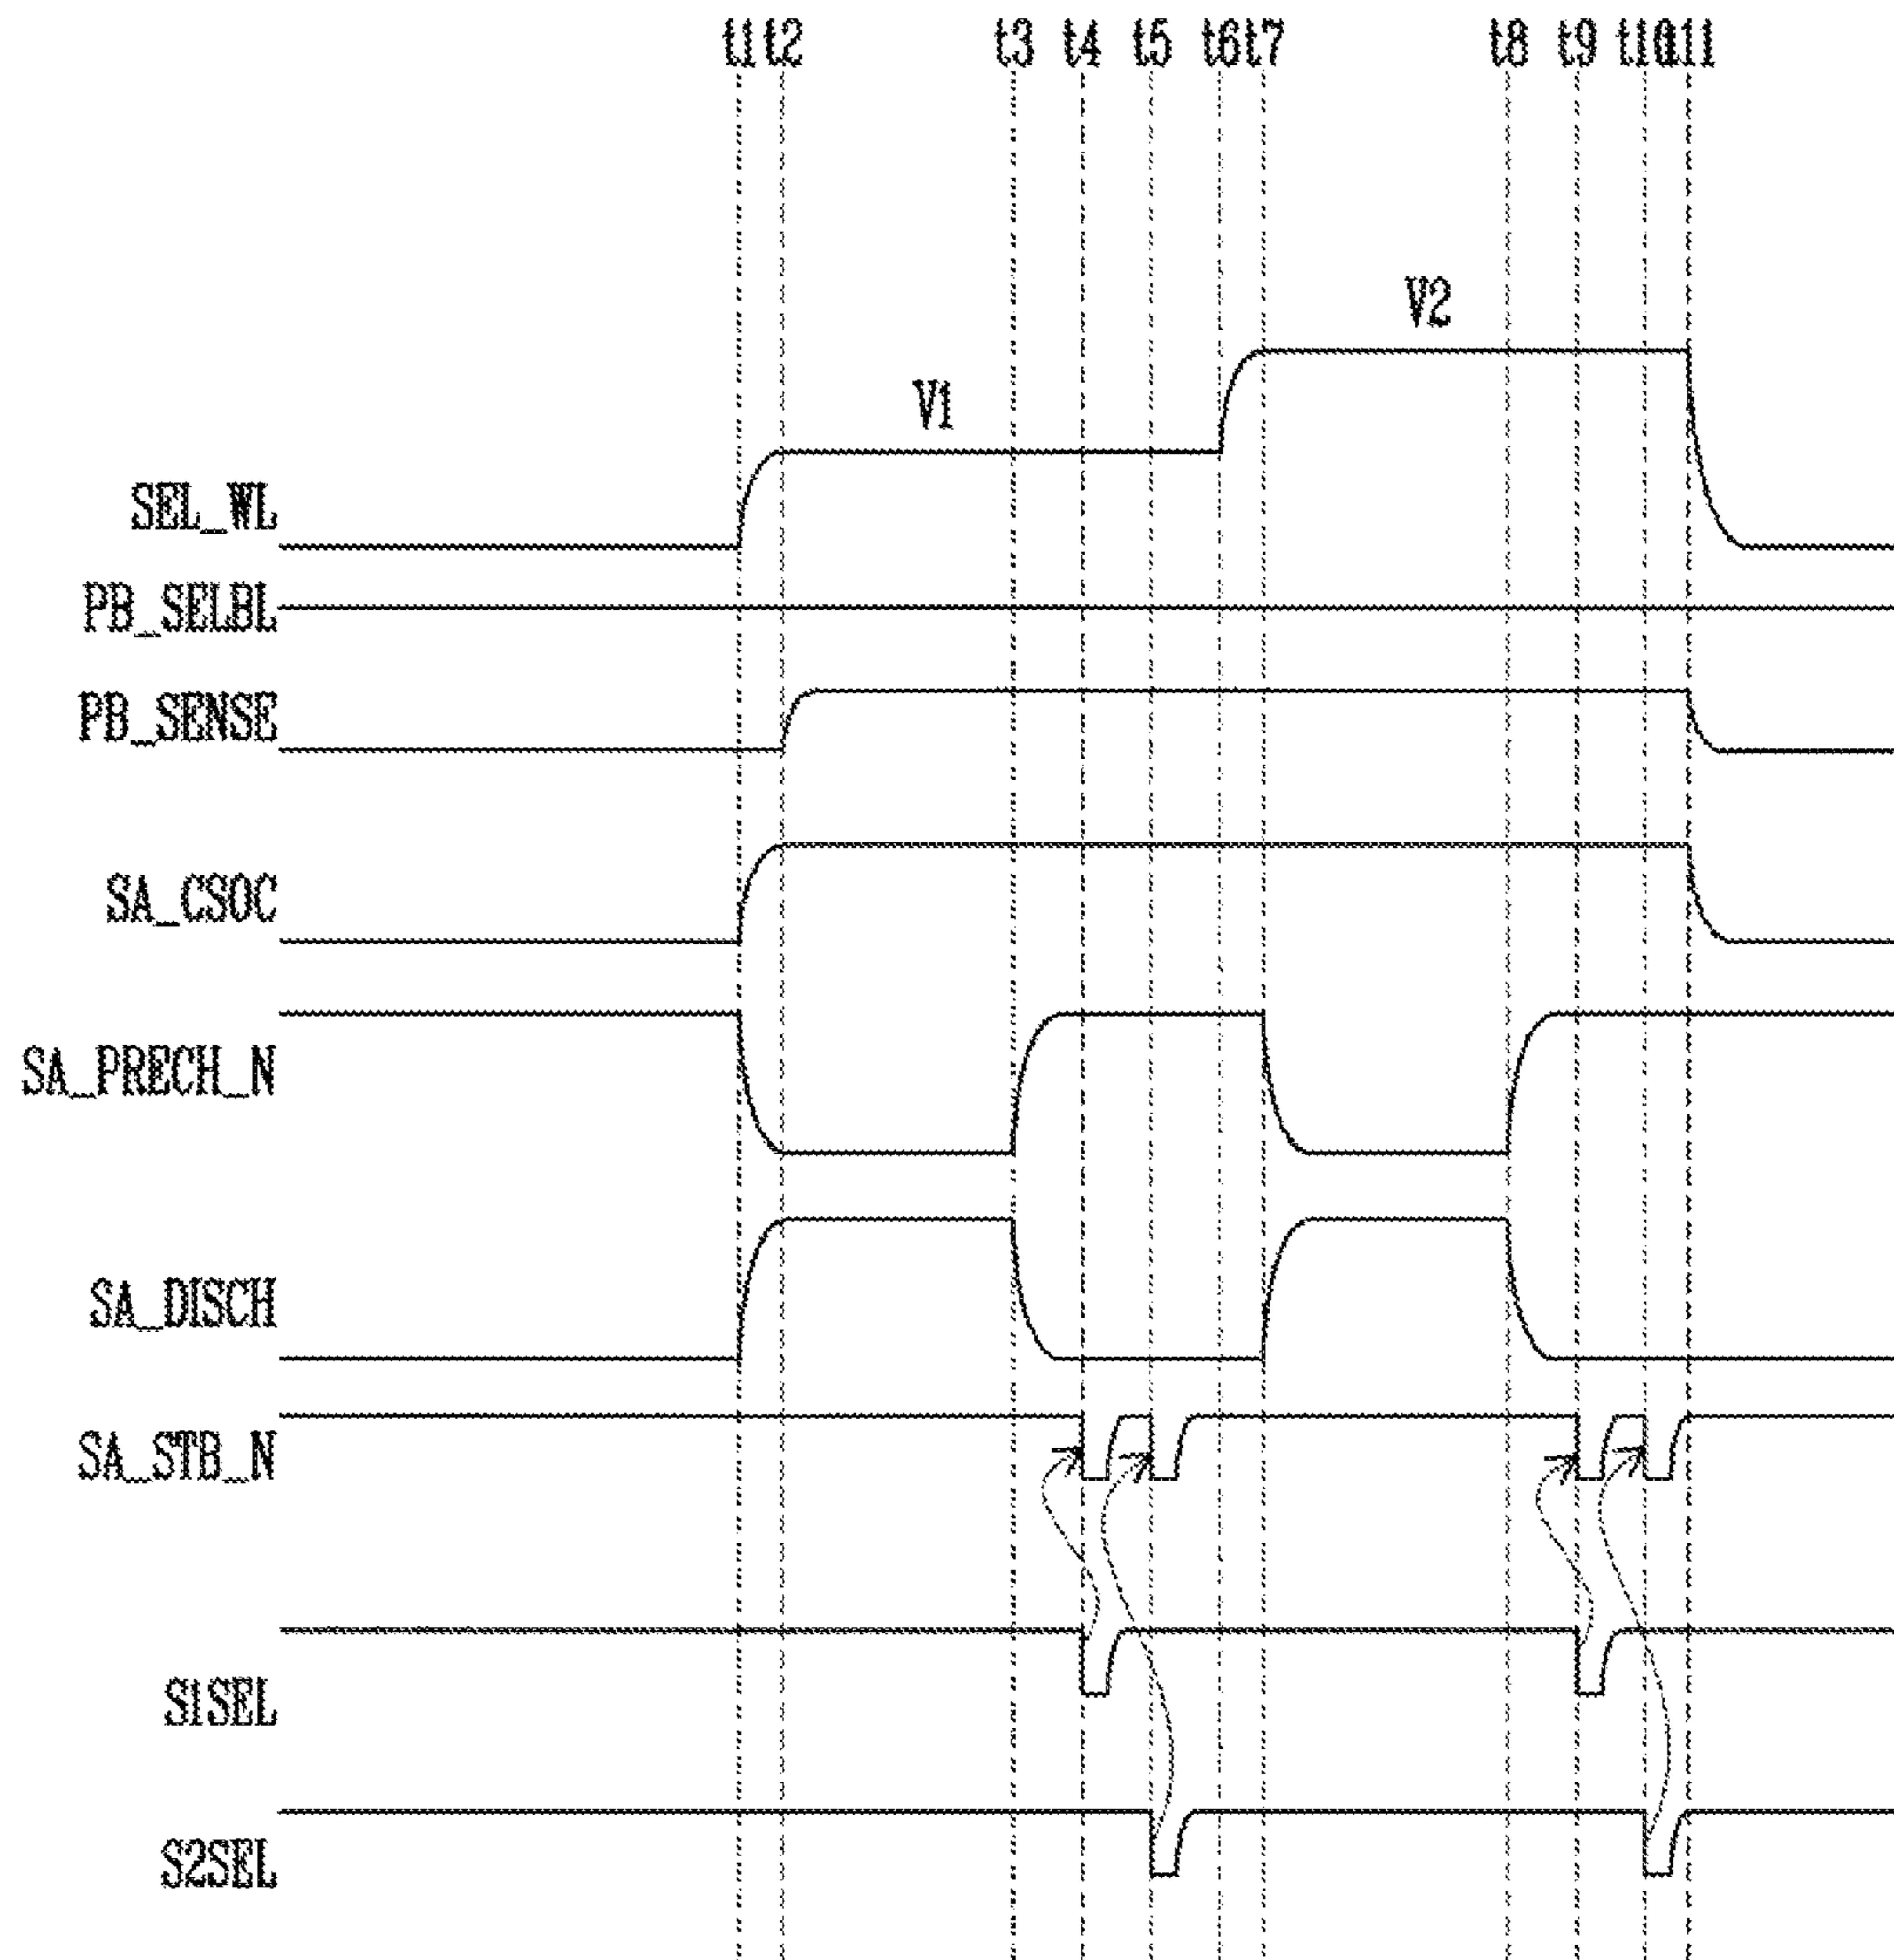 t1 t2 t3 t4 t5 t6 t7 t8 t9 t10 t11
V2
V1
SEL_WL
PB_SELBL
PB_SENSE
SA_CSOC
SA_PRECH_N
SA_DISCH
SA_STB_N
S1SEL
S2SEL